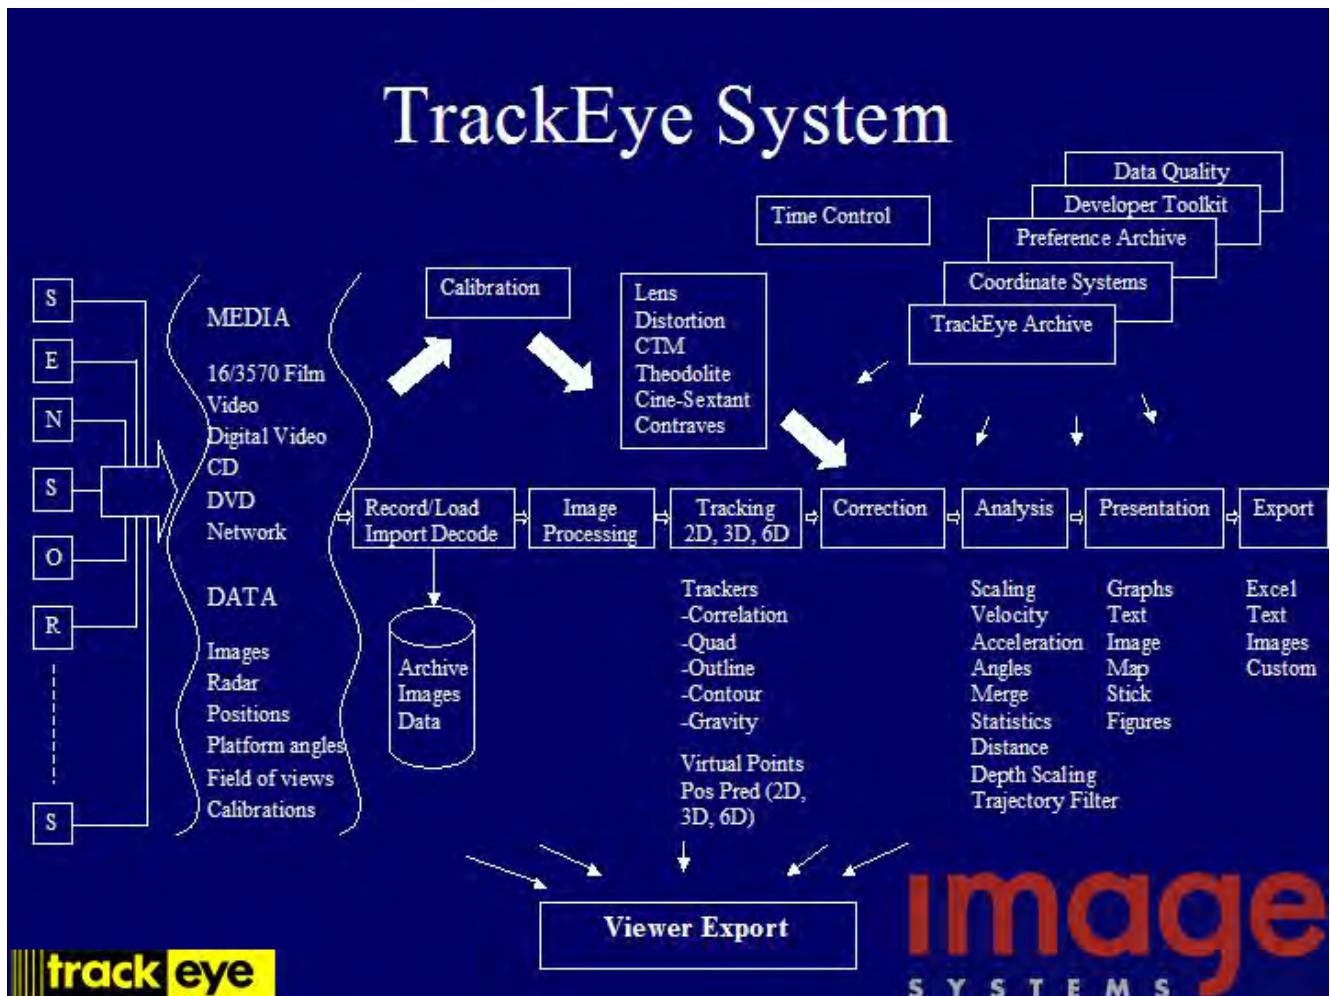 TrackEye System
Data Quality
Developer Toolkit
Preference Archive
Coordinate Systems
TrackEye Archive
Time Control
Calibration
Lens
Distortion
CTM
Theodolite
Cine-Sextant
Contraves
S
E
N
S
O
R
S
MEDIA
16/3570 Film
Video
Digital Video
CD
DVD
Network
DATA
Images
Radar
Positions
Platform angles
Field of views
Calibrations
Record/Load
Import Decode
Archive
Images
Data
Image
Processing
Tracking
2D, 3D, 6D
Trackers
-Correlation
-Quad
-Outline
-Contour
-Gravity
Virtual Points
Pos Pred (2D,
3D, 6D)
Correction
Analysis
Scaling
Velocity
Acceleration
Angles
Merge
Statistics
Distance
Depth Scaling
Trajectory Filter
Presentation
Graphs
Text
Image
Map
Stick
Figures
Export
Excel
Text
Images
Custom
Viewer Export
track eye
image
SYSTEMS